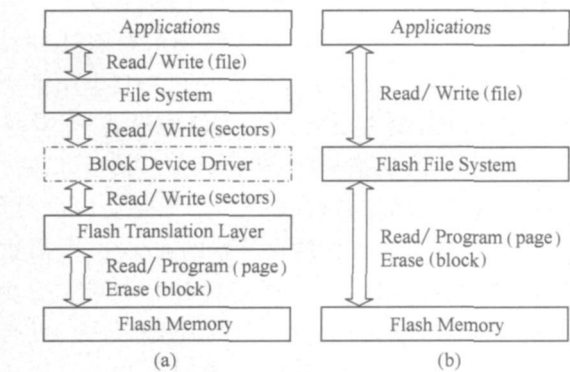 Applications
Read/ Write (file)
File System
Read/ Write (sectors)
Block Device Driver
Read/ Write (sectors)
Flash Translation Layer
Read/ Program (page)
Erase (block)
Flash Memory
(a)
Applications
Read/ Write (file)
Flash File System
Read/ Program (page)
Erase (block)
Flash Memory
(b)